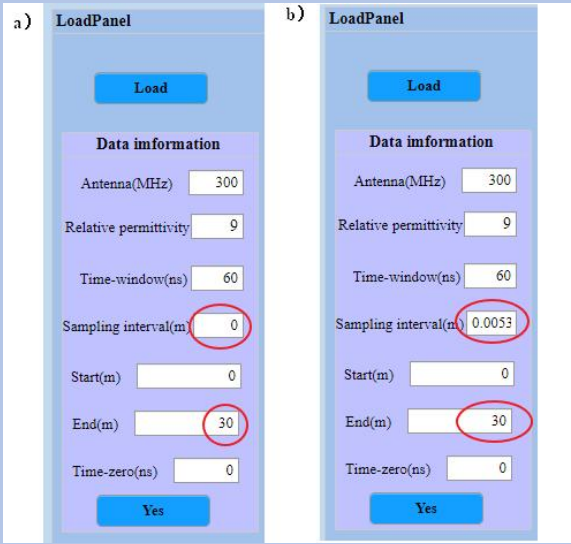 a)
LoadPanel
Load
Data imformation
Antenna(MHz) 300
Relative permittivity 9
Time-window(ns) 60
Sampling interval(m) 0
Start(m) 0
End(m) 30
Time-zero(ns) 0
Yes
b)
LoadPanel
Load
Data imformation
Antenna(MHz) 300
Relative permittivity 9
Time-window(ns) 60
Sampling interval(m) 0.0053
Start(m) 0
End(m) 30
Time-zero(ns) 0
Yes